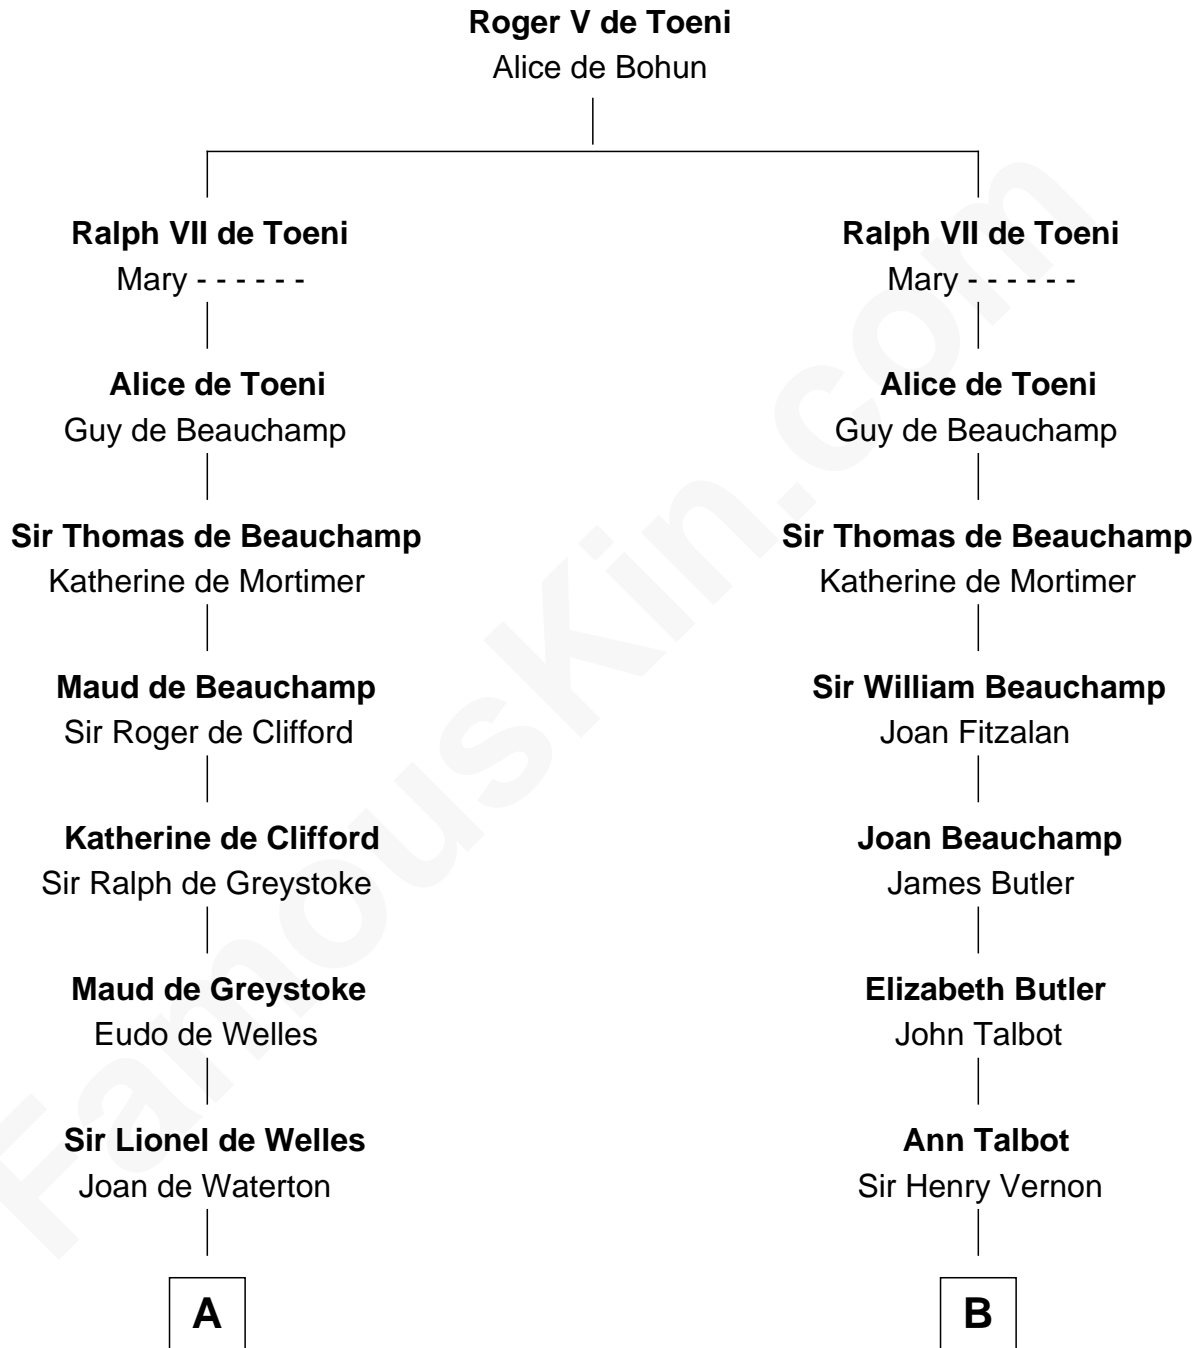 Roger V de Toeni
Alice de Bohun
Ralph VII de Toeni
Mary - - - - - -
Ralph VII de Toeni
Mary - - - - - -
Alice de Toeni
Guy de Beauchamp
Alice de Toeni
Guy de Beauchamp
Sir Thomas de Beauchamp
Katherine de Mortimer
Sir Thomas de Beauchamp
Katherine de Mortimer
Maud de Beauchamp
Sir Roger de Clifford
Sir William Beauchamp
Joan Fitzalan
Katherine de Clifford
Sir Ralph de Greystoke
Joan Beauchamp
James Butler
Maud de Greystoke
Eudo de Welles
Elizabeth Butler
John Talbot
Sir Lionel de Welles
Joan de Waterton
Ann Talbot
Sir Henry Vernon
A
B
FamousKin.com